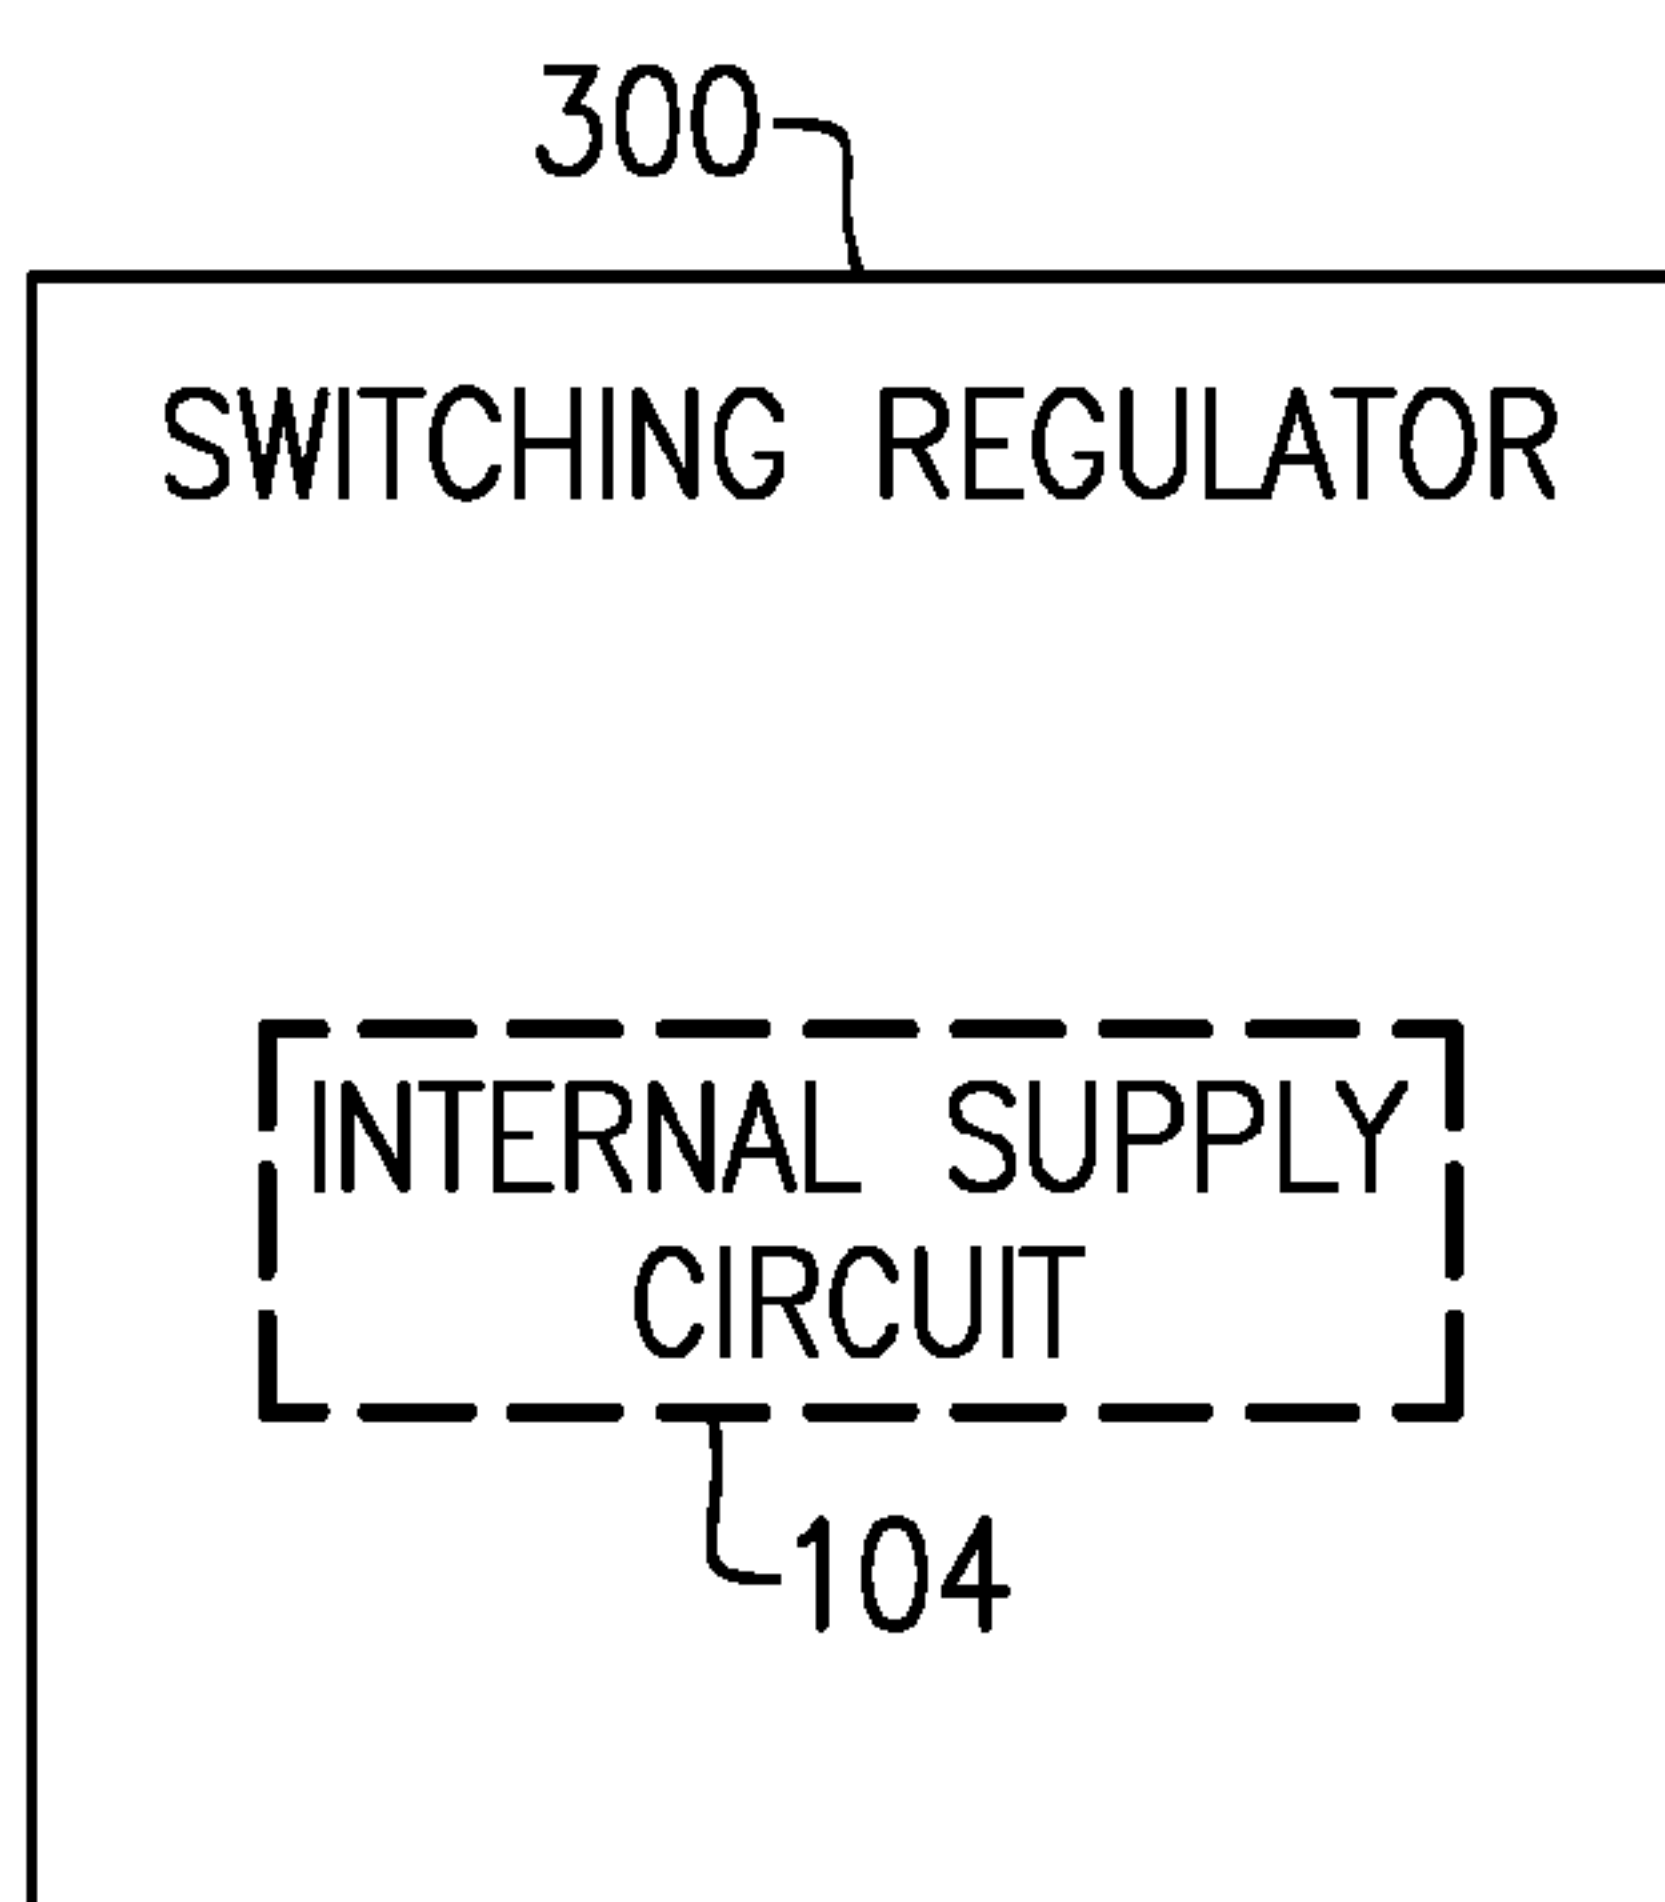 300
SWITCHING REGULATOR
INTERNAL SUPPLY
CIRCUIT
104